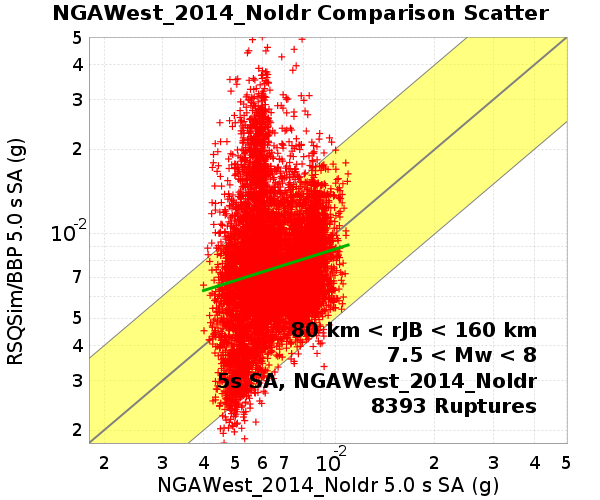 NGAWest_2014_NoIdr Comparison Scatter
5
4
3
2
10-2
7
5
4
3
2
RSQSim/BBP 5.0 s SA (g)
80 km < rJB < 160 km
7.5 < Mw < 8
5s SA, NGAWest_2014_NoIdr
8393 Ruptures
2 3 4 5 6 7 10-2 2 3 4 5
NGAWest_2014_NoIdr 5.0 s SA (g)